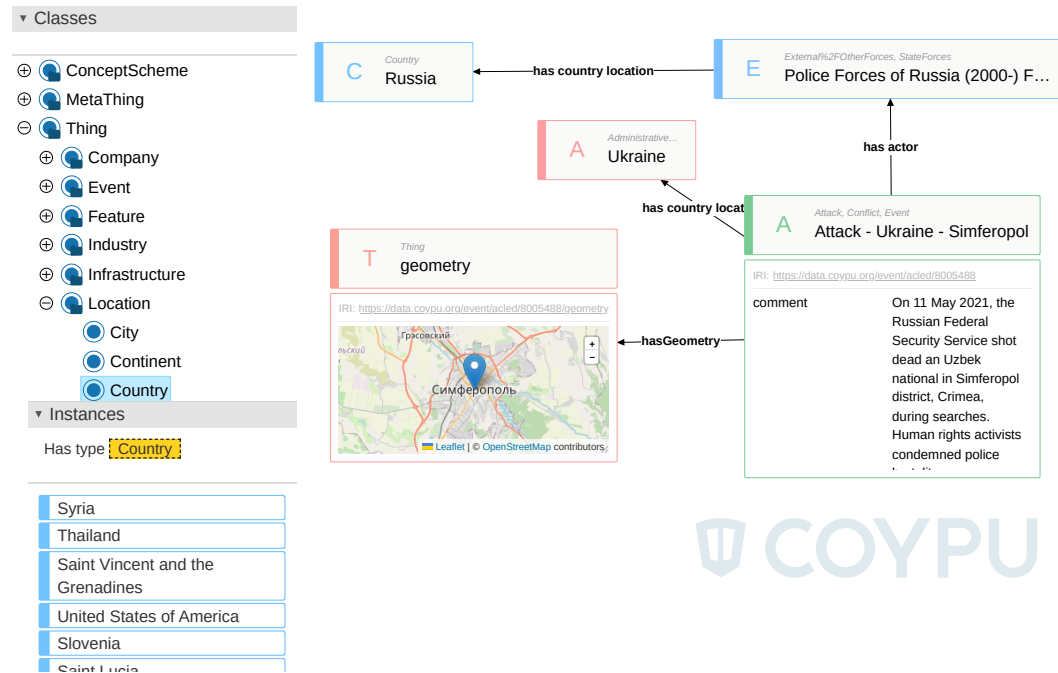 Classes
ConceptScheme
MetaThing
Thing
Company
Event
Feature
Industry
Infrastructure
Location
City
Continent
Country
Instances
Has type Country
Syria
Thailand
Saint Vincent and the
Grenadines
United States of America
Slovenia
Saint Lucia
C
Country
Russia
has country location
E
External%2FOtherForces, StateForces
Police Forces of Russia (2000-) F…
has actor
A
Administrative…
Ukraine
has country locat
A
Attack, Conflict, Event
Attack - Ukraine - Simferopol
IRI: https://data.coypu.org/event/acled/8005488
comment
On 11 May 2021, the
Russian Federal
Security Service shot
dead an Uzbek
national in Simferopol
district, Crimea,
during searches.
Human rights activists
condemned police
hasGeometry
T
Thing
geometry
IRI: https://data.coypu.org/event/acled/8005488/geometry
Грэсовский
льский
Симферополь
+
−
Leaflet | © OpenStreetMap contributors
COYPU